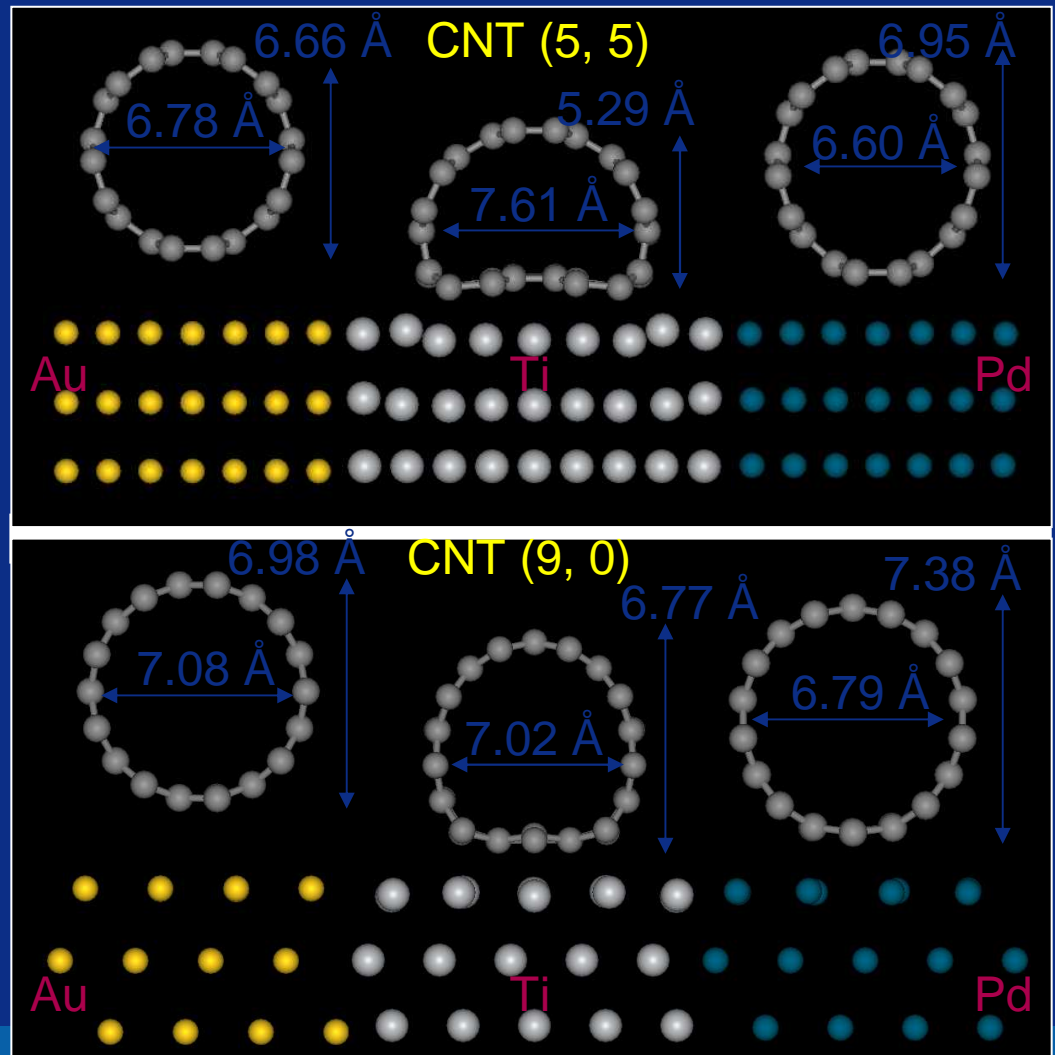 CNT (5, 5)
6.66 Å
6.78 Å
5.29 Å
7.61 Å
6.95 Å
6.60 Å
Au
Ti
Pd
CNT (9, 0)
6.98 Å
7.08 Å
6.77 Å
7.02 Å
7.38 Å
6.79 Å
Au
Ti
Pd